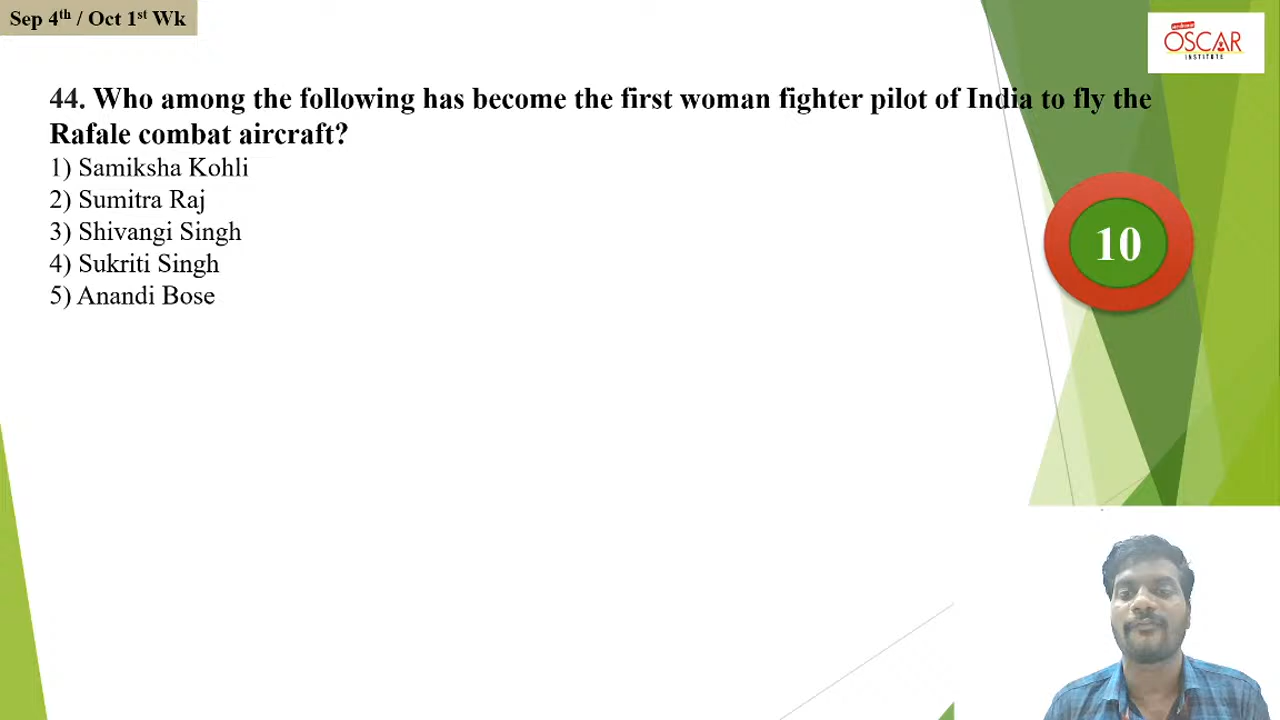 Sep 4th / Oct 1st Wk
OSCAR
INSTITUTE
44. Who among the following has become the first woman fighter pilot of India to fly the
Rafale combat aircraft?
1) Samiksha Kohli
2) Sumitra Raj
3) Shivangi Singh
4) Sukriti Singh
5) Anandi Bose
10